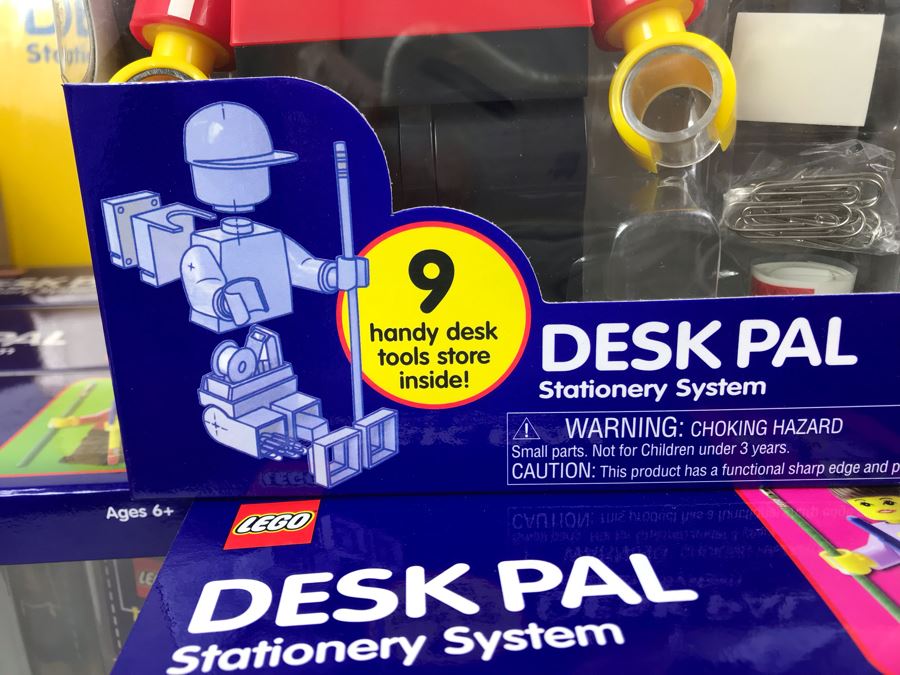 9
handy desk
tools store
inside!
DESK PAL
Stationery System
WARNING: CHOKING HAZARD
Small parts. Not for Children under 3 years.
CAUTION: This product has a functional sharp edge and p
Ages 6+
LEGO
DESK PAL
Stationery System